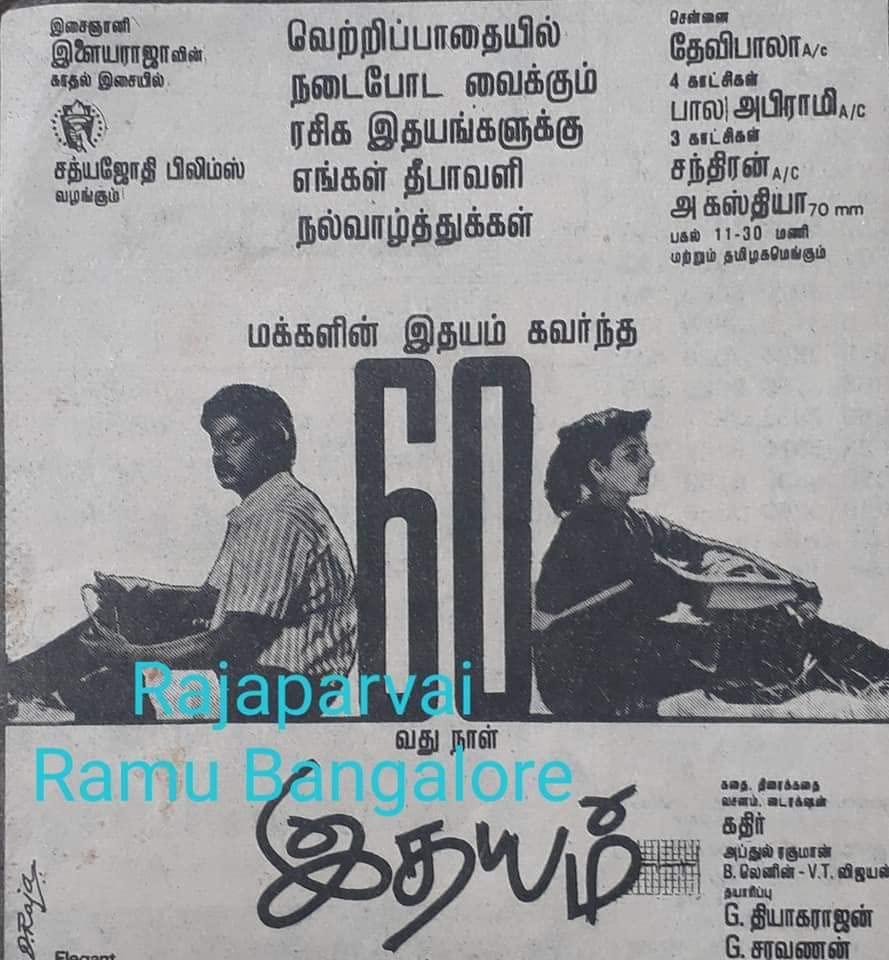 இசைஞானி
இளையராஜாவின்
காதல் இசையில்
சத்யஜோதி பிலிம்ஸ்
வழங்கும்
வெற்றிப்பாதையில்
நடைபோட வைக்கும்
ரசிக இதயங்களுக்கு
எங்கள் தீபாவளி
நல்வாழ்த்துக்கள்
சென்னை
தேவிபாலா A/c
4 காட்சிகள்
பால அபிராமி A/C
3 காட்சிகள்
சந்திரன் A/C
அகஸ்தியா 70 mm
பகல் 11-30 மணி
மற்றும் தமிழகமெங்கும்
மக்களின் இதயம் கவர்ந்த
60
வது நாள்
Rajaparvai
Ramu Bangalore
இதயம்
கதை, திரைக்கதை
வசனம், டைரக்‌ஷன்
கதிர்
அப்துல் ரகுமான்
B. லெனின் - V.T. விஜயன்
தயாரிப்பு
G. தியாகராஜன்
G. சரவணன்
D.Raja
Elegant